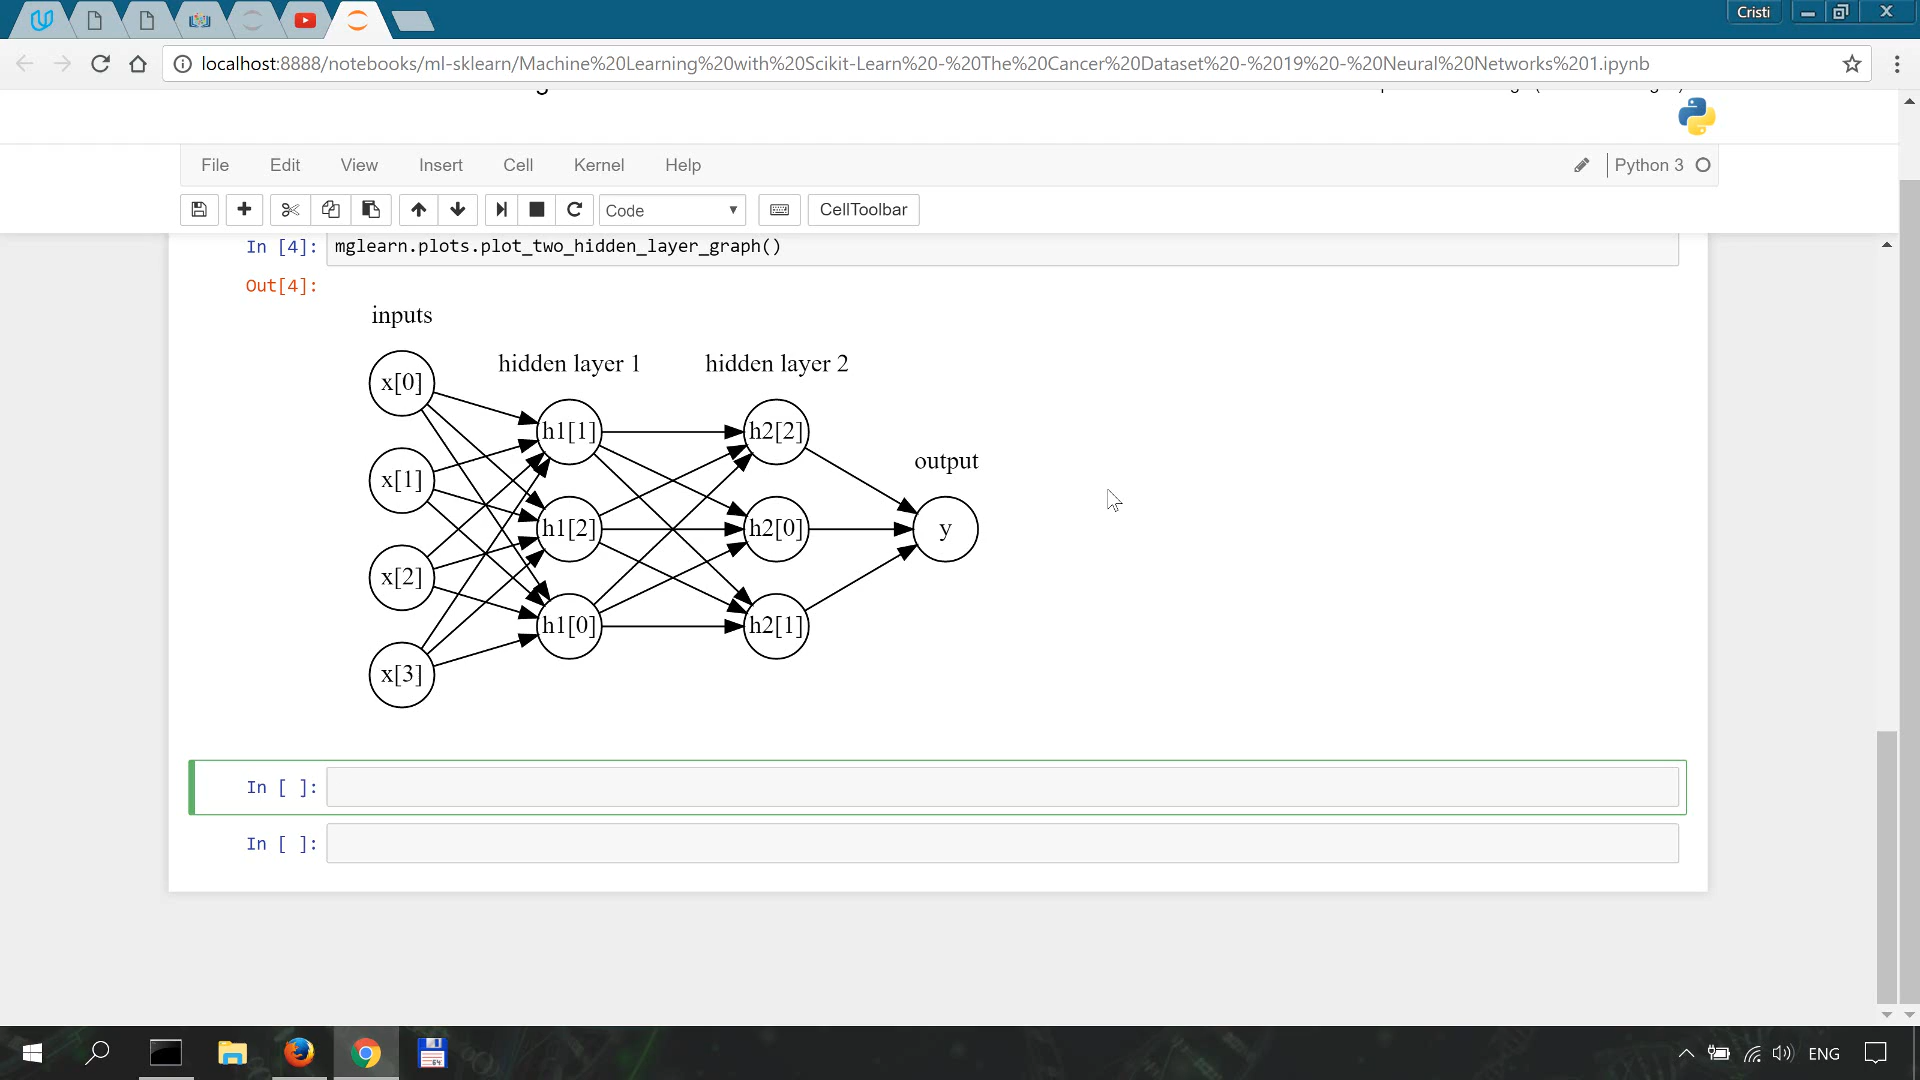 Cristi
localhost:8888/notebooks/ml-sklearn/Machine%20Learning%20with%20Scikit-Learn%20-%20The%20Cancer%20Dataset%20-%2019%20-%20Neural%20Networks%201.ipynb
File Edit View Insert Cell Kernel Help
Python 3
Code
CellToolbar
In [4]: mglearn.plots.plot_two_hidden_layer_graph()
Out[4]:
inputs
hidden layer 1
hidden layer 2
output
x[0]
x[1]
x[2]
x[3]
h1[1]
h1[2]
h1[0]
h2[2]
h2[0]
h2[1]
y
In [ ]:
In [ ]:
64
ENG